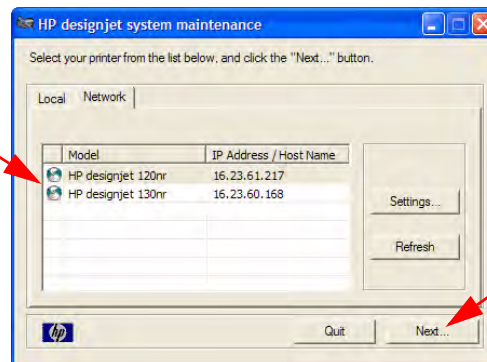 HP designjet system maintenance
Select your printer from the list below, and click the "Next..." button.
Local Network
Model IP Address / Host Name
HP designjet 120nr 16.23.61.217
HP designjet 130nr 16.23.60.168
Settings...
Refresh
hp
Quit Next...